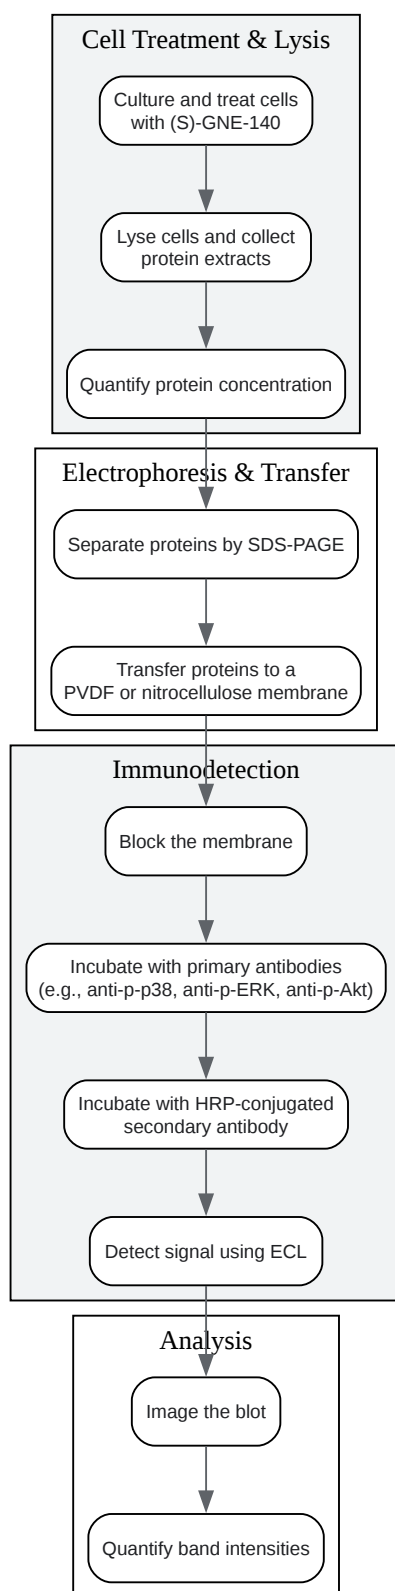 Cell Treatment & Lysis
Culture and treat cells
with (S)-GNE-140
Lyse cells and collect
protein extracts
Quantify protein concentration
Electrophoresis & Transfer
Separate proteins by SDS-PAGE
Transfer proteins to a
PVDF or nitrocellulose membrane
Immunodetection
Block the membrane
Incubate with primary antibodies
(e.g., anti-p-p38, anti-p-ERK, anti-p-Akt)
Incubate with HRP-conjugated
secondary antibody
Detect signal using ECL
Analysis
Image the blot
Quantify band intensities